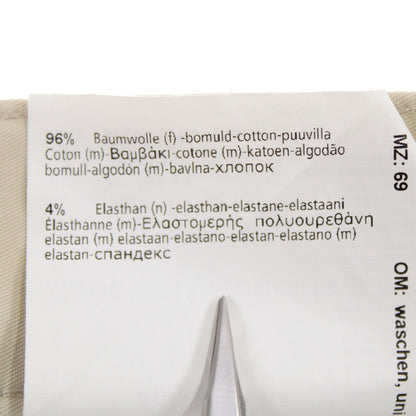 96% Baumwolle (f) -bomuld-cotton-puuvilla
Coton (m)-Βαμβάκι-cotone (m)-katoen-algodão
bomull-algodón (m)-bavlna-хлопок
4% Elasthan (n) -elasthan-elastane-elastaani
Élasthanne (m)-Ελαστομερής πολυουρεθάνη
elastan (m) elastaan-elastano-elastan-elastano (m)
elastan-спандекс
MZ: 69
OM: waschen, uni